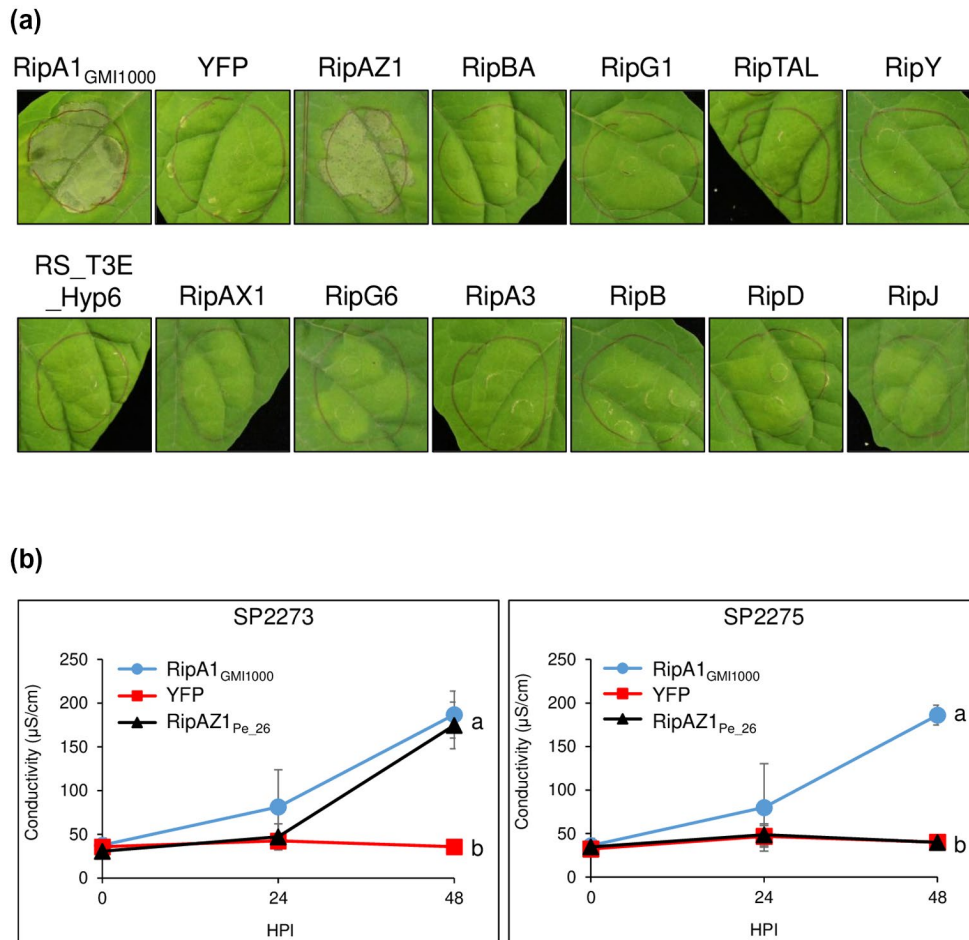 (a)
RipA1GMI1000 YFP RipAZ1 RipBA RipG1 RipTAL RipY
RS_T3E
_Hyp6 RipAX1 RipG6 RipA3 RipB RipD RipJ
(b)
SP2273
250
200
150
100
50
0
Conductivity (µS/cm)
RipA1GMI1000
YFP
RipAZ1Pe_26
a
b
0 24 48
HPI
SP2275
250
200
150
100
50
0
Conductivity (µS/cm)
RipA1GMI1000
YFP
RipAZ1Pe_26
a
b
0 24 48
HPI